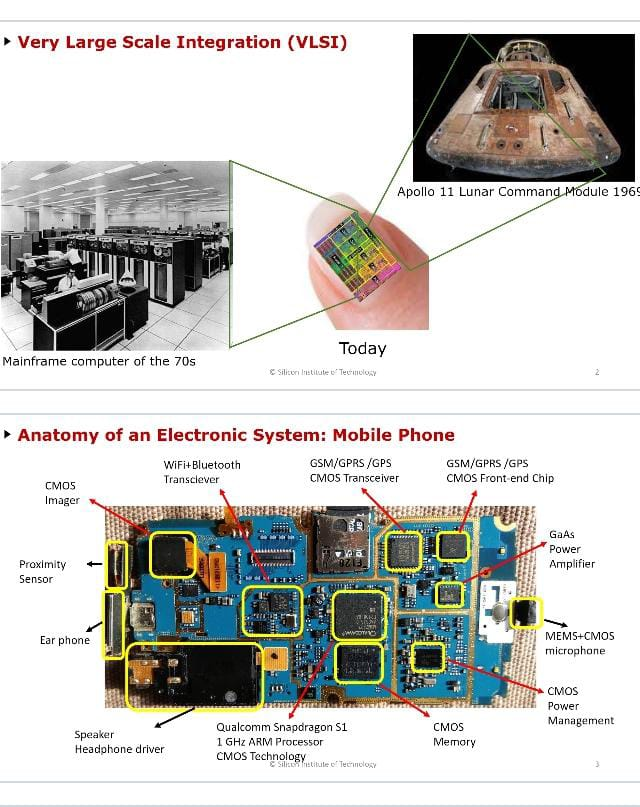 Very Large Scale Integration (VLSI)
Apollo 11 Lunar Command Module 1969
Mainframe computer of the 70s
Today
© Silicon Institute of Technology
2
Anatomy of an Electronic System: Mobile Phone
WiFi+Bluetooth
Transciever
GSM/GPRS /GPS
CMOS Transceiver
GSM/GPRS /GPS
CMOS Front-end Chip
CMOS
Imager
GaAs
Power
Amplifier
Proximity
Sensor
Ear phone
MEMS+CMOS
microphone
CMOS
Power
Management
Speaker
Headphone driver
Qualcomm Snapdragon S1
1 GHz ARM Processor
CMOS Technology
CMOS
Memory
© Silicon Institute of Technology
3